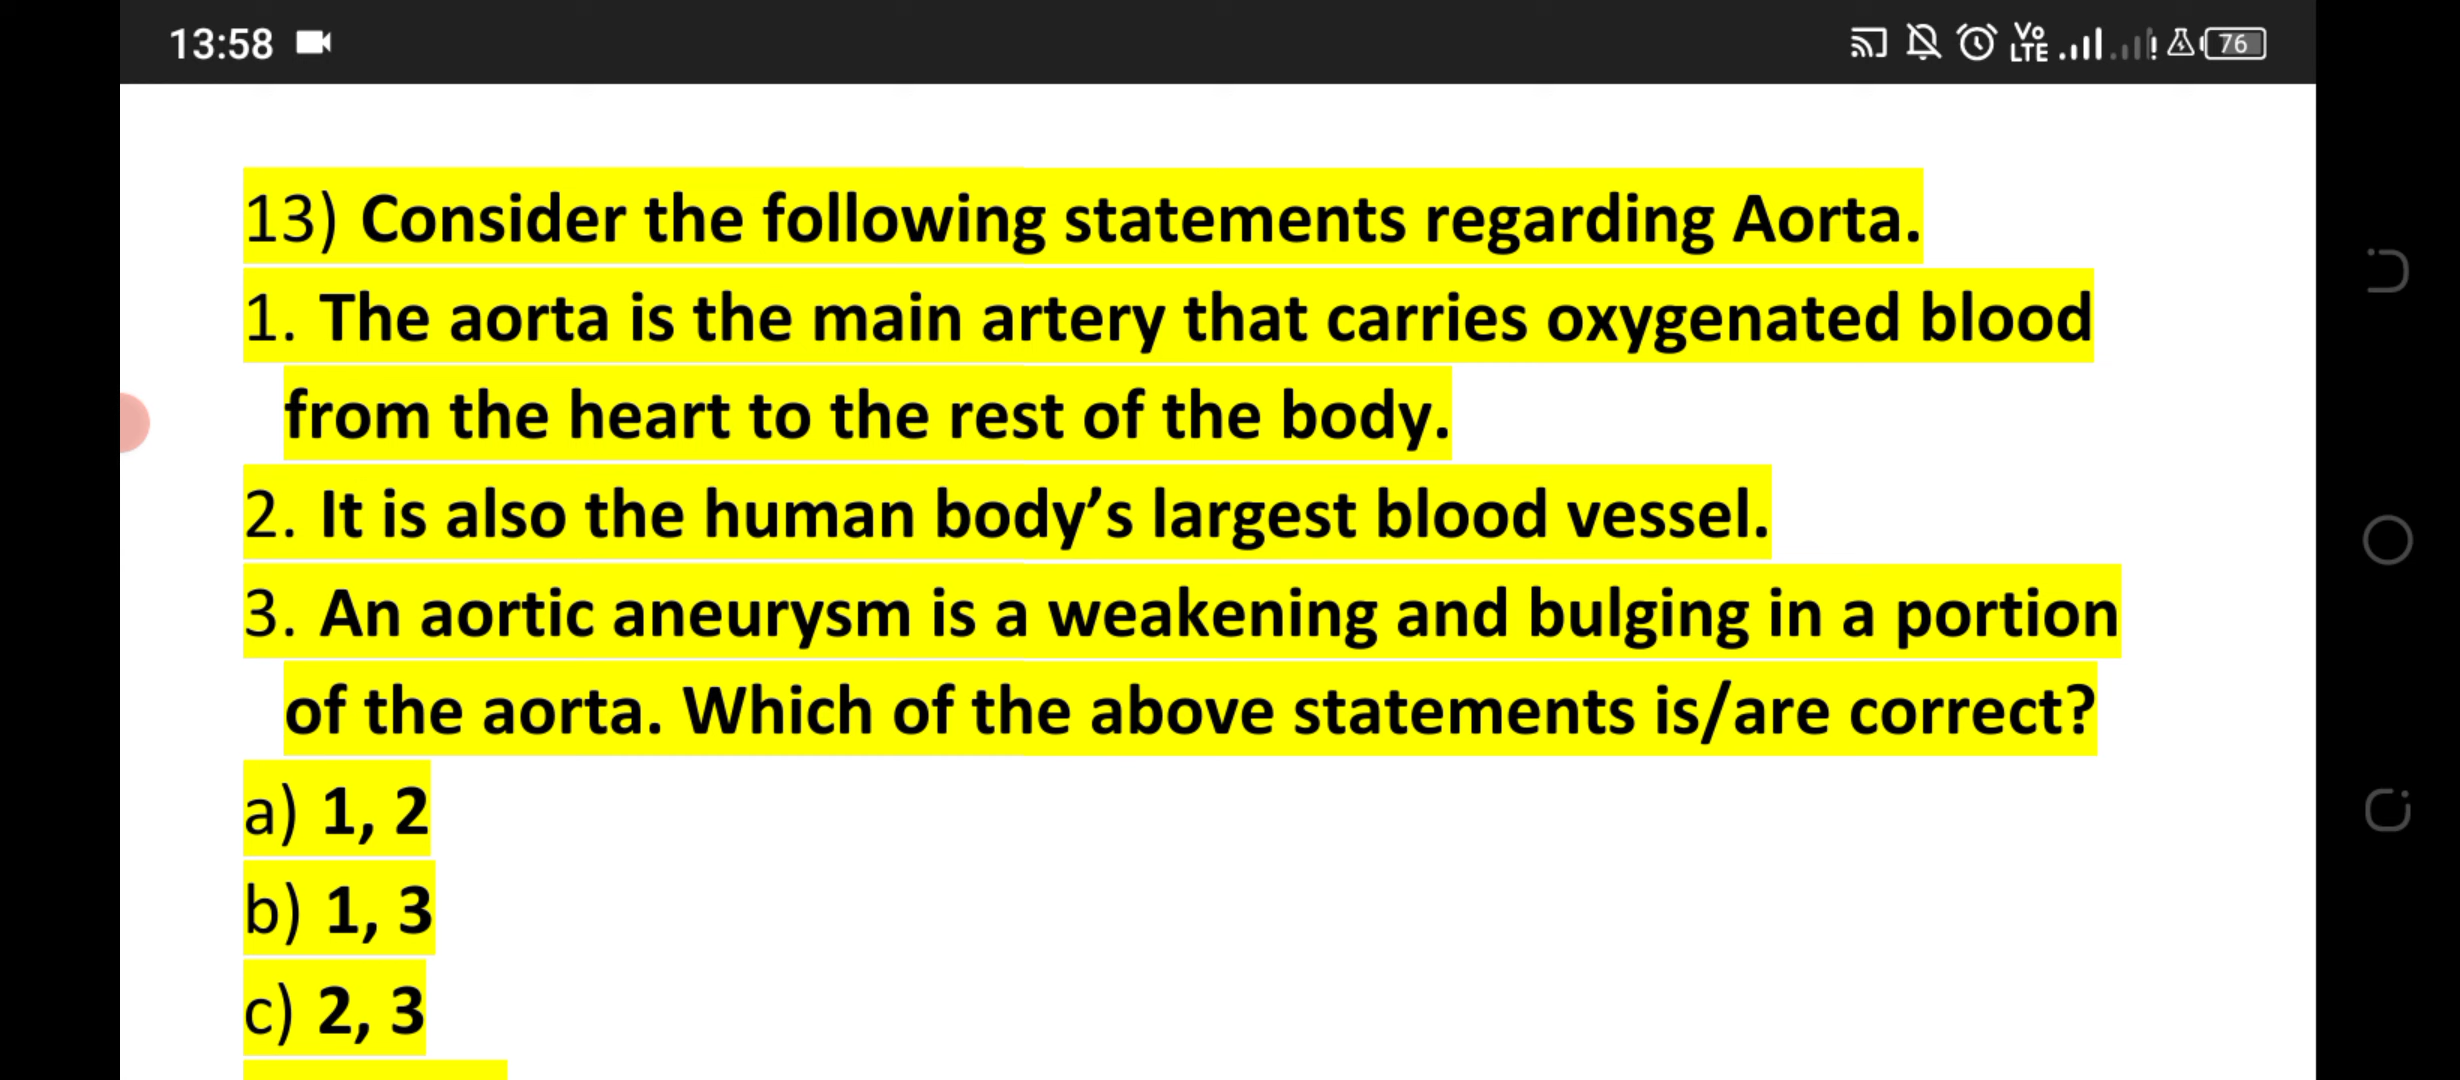 13:58 Vo LTE 76
13) Consider the following statements regarding Aorta.
1. The aorta is the main artery that carries oxygenated blood
from the heart to the rest of the body.
2. It is also the human body’s largest blood vessel.
3. An aortic aneurysm is a weakening and bulging in a portion
of the aorta. Which of the above statements is/are correct?
a) 1, 2
b) 1, 3
c) 2, 3